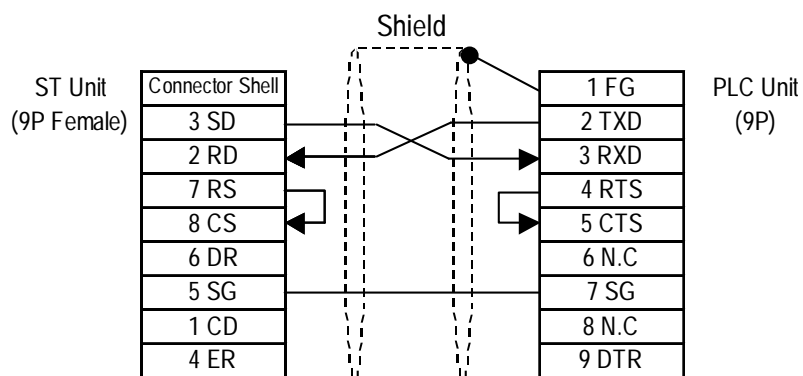 Shield
ST Unit
(9P Female)
Connector Shell
3 SD
2 RD
7 RS
8 CS
6 DR
5 SG
1 CD
4 ER
1 FG
2 TXD
3 RXD
4 RTS
5 CTS
6 N.C
7 SG
8 N.C
9 DTR
PLC Unit
(9P)